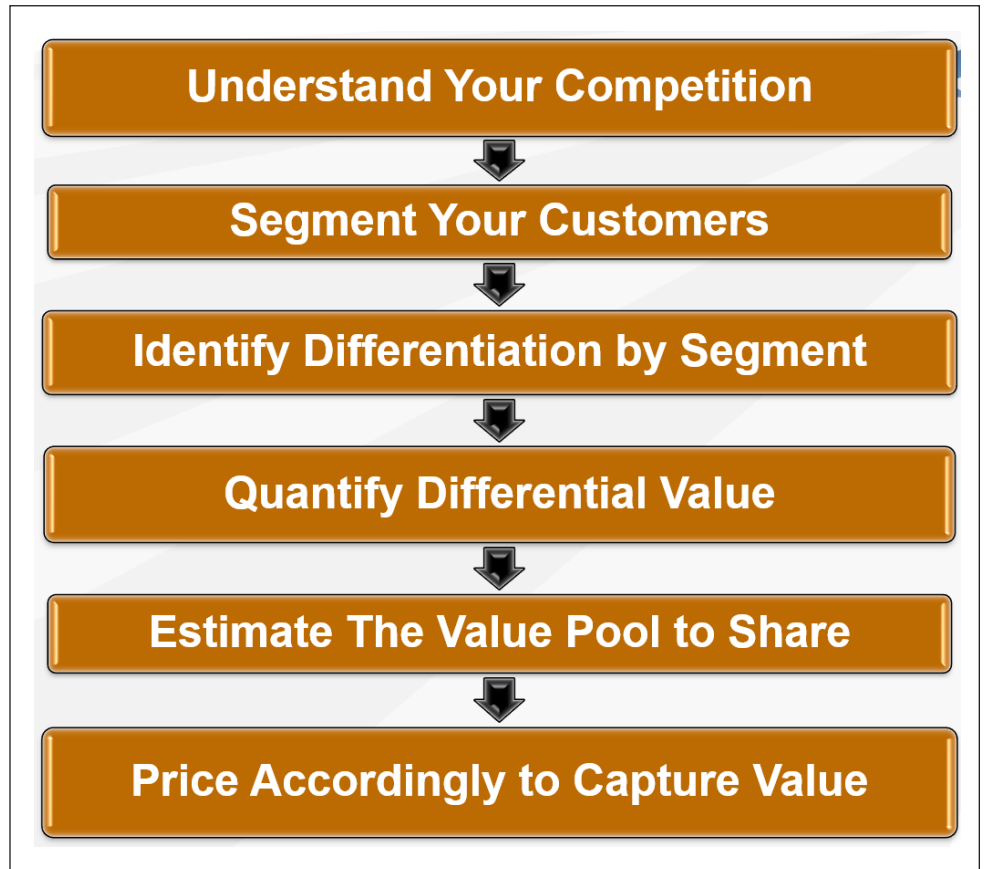 Understand Your Competition
Segment Your Customers
Identify Differentiation by Segment
Quantify Differential Value
Estimate The Value Pool to Share
Price Accordingly to Capture Value